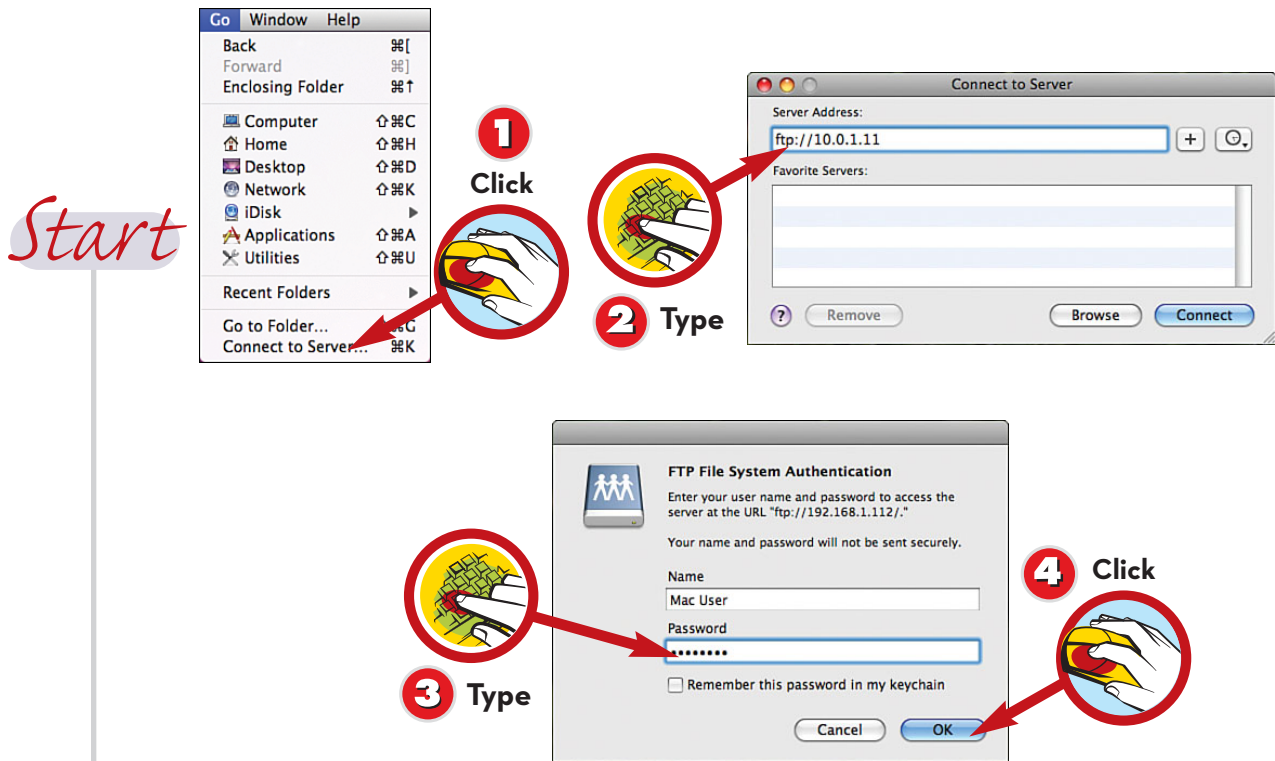 Start
Go Window Help
Back ⌘[
Forward ⌘]
Enclosing Folder ⌘↑
Computer ⇧⌘C
Home ⇧⌘H
Desktop ⇧⌘D
Network ⇧⌘K
iDisk ▶
Applications ⇧⌘A
Utilities ⇧⌘U
Recent Folders ▶
Go to Folder... ⌘G
Connect to Server... ⌘K
1
Click
2 Type
Connect to Server
Server Address:
ftp://10.0.1.11
+
Favorite Servers:
? Remove Browse Connect
3 Type
FTP File System Authentication
Enter your user name and password to access the
server at the URL "ftp://192.168.1.112/."
Your name and password will not be sent securely.
Name
Mac User
Password
••••••••
Remember this password in my keychain
Cancel OK
4 Click